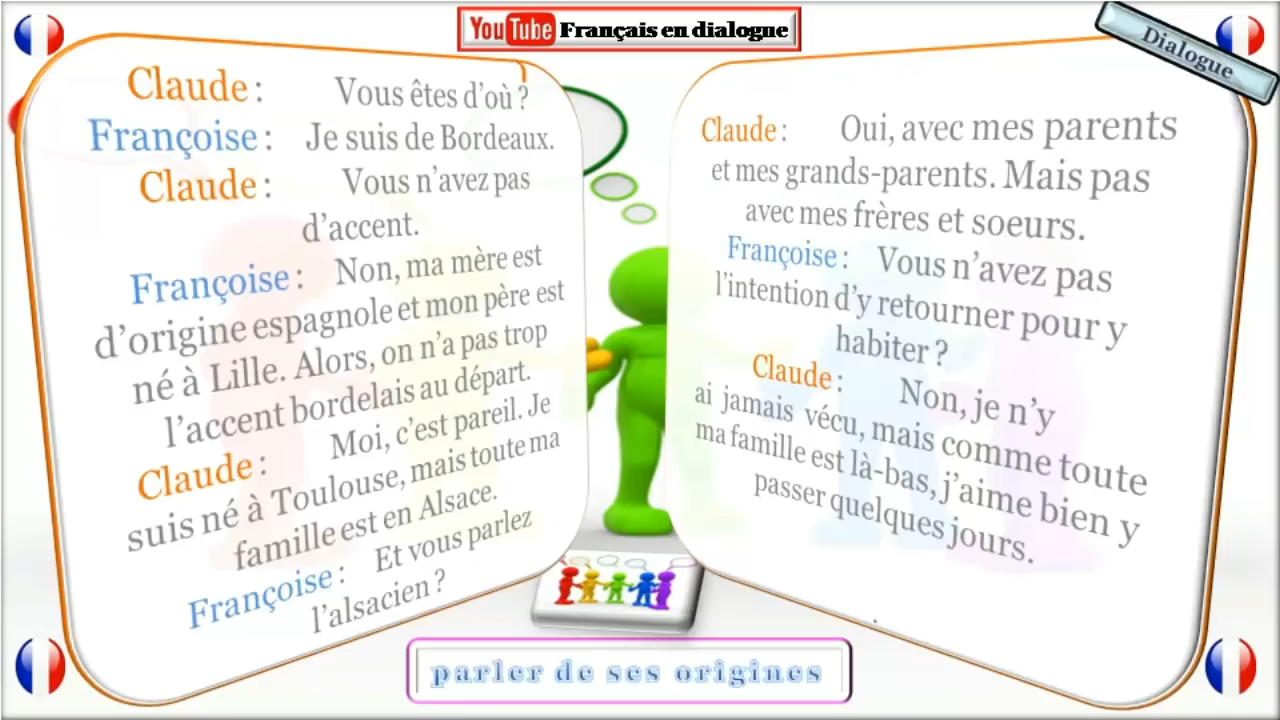 YouTube Français en dialogue
Dialogue
Claude : Vous êtes d’où ?
Françoise : Je suis de Bordeaux.
Claude : Vous n’avez pas
d’accent.
Françoise : Non, ma mère est
d’origine espagnole et mon père est
né à Lille. Alors, on n’a pas trop
l’accent bordelais au départ.
Claude : Moi, c’est pareil. Je
suis né à Toulouse, mais toute ma
famille est en Alsace.
Françoise : Et vous parlez
l’alsacien ?
Claude : Oui, avec mes parents
et mes grands-parents. Mais pas
avec mes frères et soeurs.
Françoise : Vous n’avez pas
l’intention d’y retourner pour y
habiter ?
Claude : Non, je n’y
ai jamais vécu, mais comme toute
ma famille est là-bas, j’aime bien y
passer quelques jours.
parler de ses origines